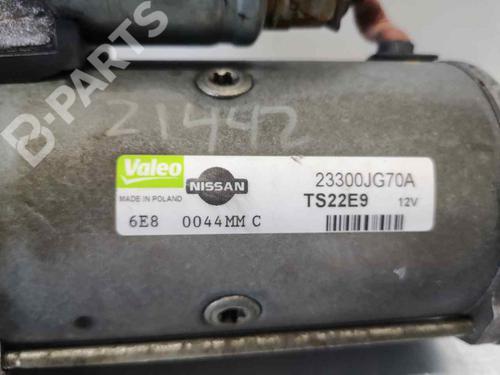 B-PARTS
21442
Valeo
NISSAN
23300JG70A
MADE IN POLAND
TS22E9
12V
6E8 0044MM C